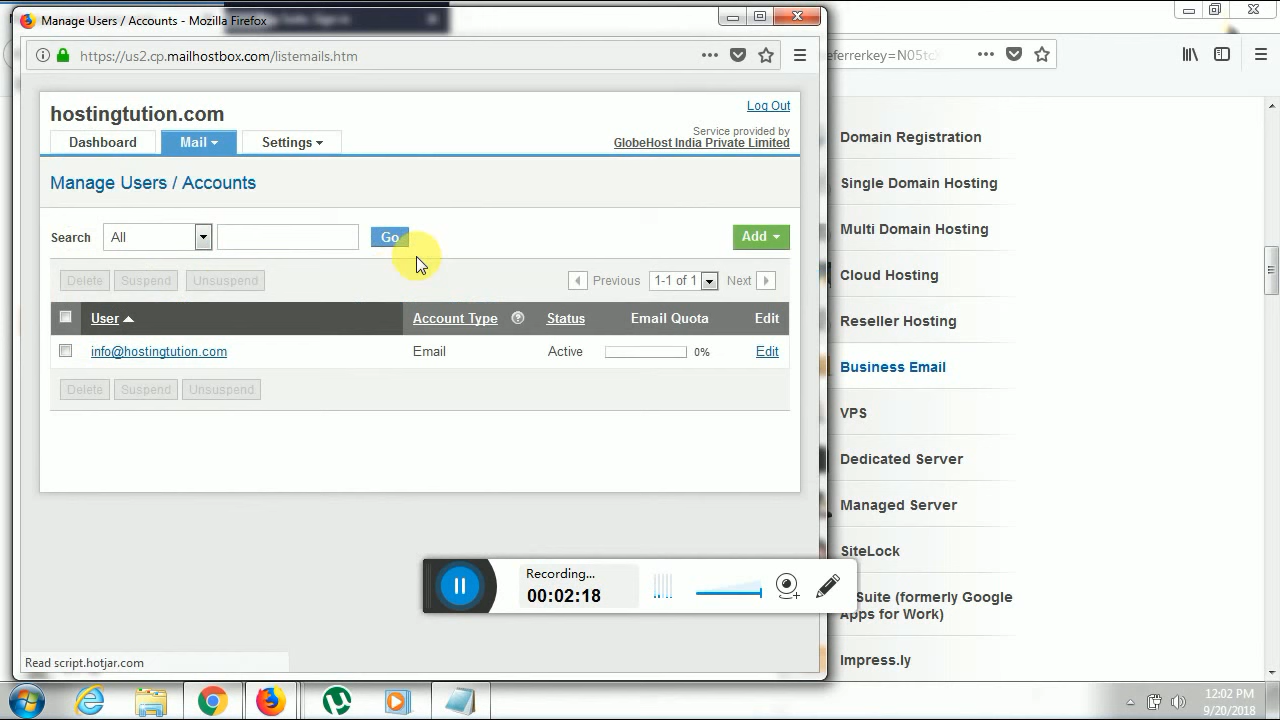 Manage Users / Accounts - Mozilla Firefox
https://us2.cp.mailhostbox.com/listemails.htm
hostingtution.com
Log Out
Dashboard
Mail
Settings
Service provided by
GlobeHost India Private Limited
Manage Users / Accounts
Search
All
Go
Add
Delete
Suspend
Unsuspend
Previous
1-1 of 1
Next
User
Account Type
Status
Email Quota
Edit
info@hostingtution.com
Email
Active
0%
Edit
Delete
Suspend
Unsuspend
Domain Registration
Single Domain Hosting
Multi Domain Hosting
Cloud Hosting
Reseller Hosting
Business Email
VPS
Dedicated Server
Managed Server
SiteLock
Suite (formerly Google
Apps for Work)
Impress.ly
Recording...
00:02:18
Read script.hotjar.com
12:02 PM
9/20/2018